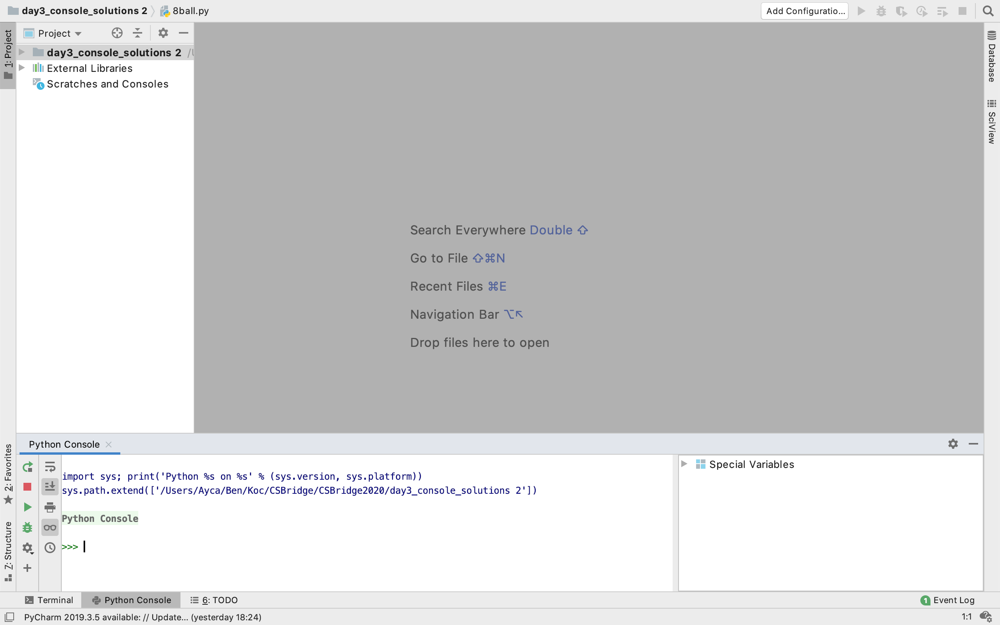 day3_console_solutions 2 8ball.py Add Configuratio...
1: Project
Project
day3_console_solutions 2
External Libraries
Scratches and Consoles
Database
SciView
Search Everywhere Double ⇧
Go to File ⇧⌘N
Recent Files ⌘E
Navigation Bar ⌥↖
Drop files here to open
2: Favorites
7: Structure
Python Console
import sys; print('Python %s on %s' % (sys.version, sys.platform))
sys.path.extend(['/Users/Ayca/Ben/Koc/CSBridge/CSBridge2020/day3_console_solutions 2'])
Python Console
>>>
Special Variables
Terminal Python Console 6: TODO 1 Event Log
PyCharm 2019.3.5 available: // Update... (yesterday 18:24) 1:1